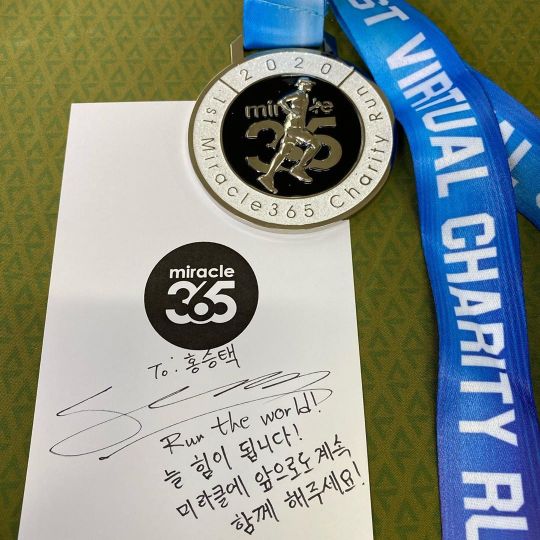 2020
1st Miracle365 Charity Run
miracle
365
ST VIRTUAL CHARITY RU
miracle
365
To: 홍승택
Run the world!
늘 힘이 됩니다!
미라클에 앞으로도 계속
함께 해주세요!